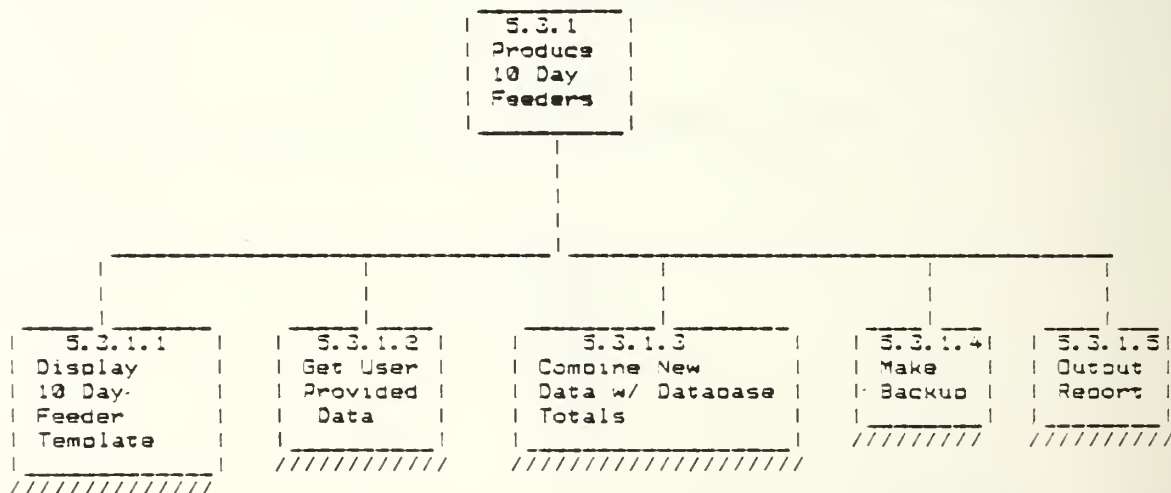 5.3.1
Produce
10 Day
Feeders
5.3.1.1
Display
10 Day
Feeder
Template
5.3.1.2
Get User
Provided
Data
5.3.1.3
Combine New
Data w/ Database
Totals
5.3.1.4
Make
Backup
5.3.1.5
Output
Report